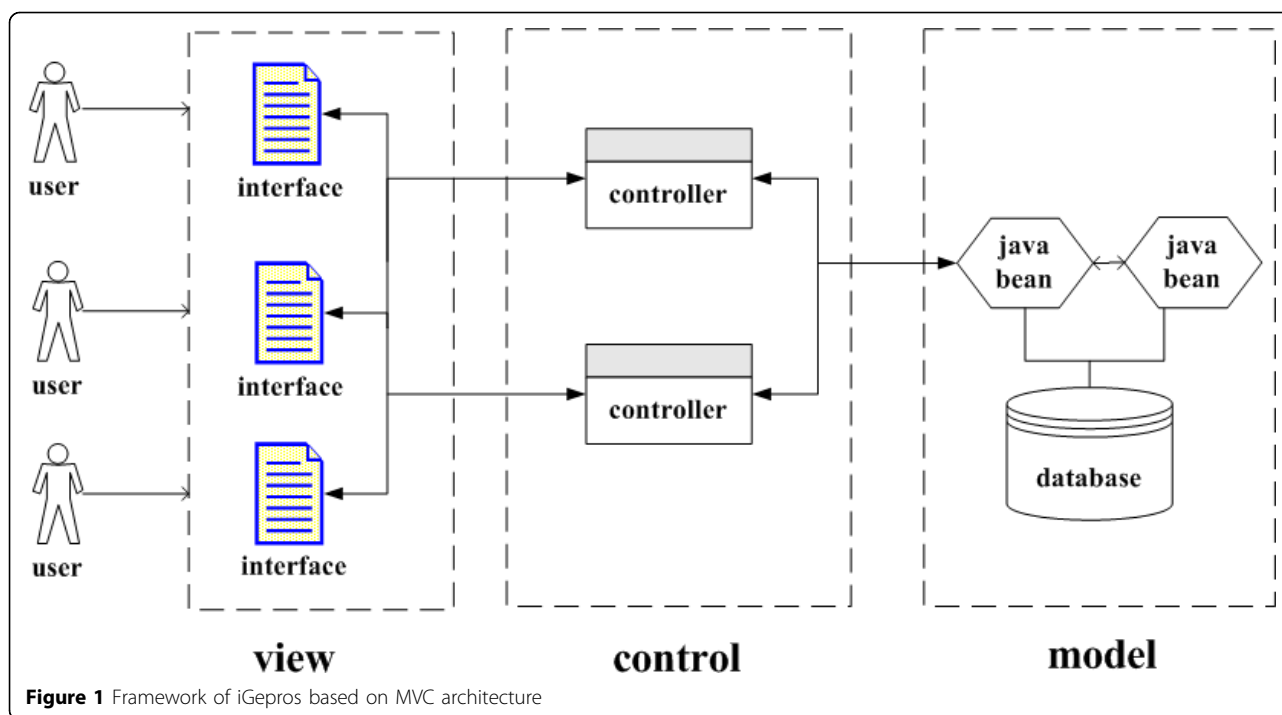 user
interface
controller
java
bean
java
bean
user
interface
controller
database
user
interface
view
control
model
Figure 1 Framework of iGepros based on MVC architecture